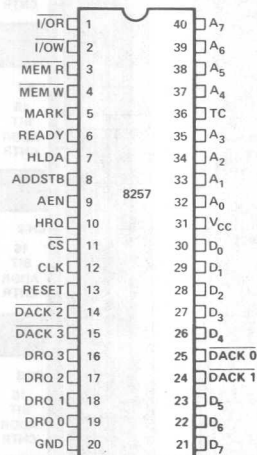 I/OR 1 40 A7
I/OW 2 39 A6
MEM R 3 38 A5
MEM W 4 37 A4
MARK 5 36 TC
READY 6 35 A3
HLDA 7 34 A2
ADDSTB 8 33 A1
8257
AEN 9 32 A0
HRQ 10 31 VCC
CS 11 30 D0
CLK 12 29 D1
RESET 13 28 D2
DACK 2 14 27 D3
DACK 3 15 26 D4
DRQ 3 16 25 DACK 0
DRQ 2 17 24 DACK 1
DRQ 1 18 23 D5
DRQ 0 19 22 D6
GND 20 21 D7